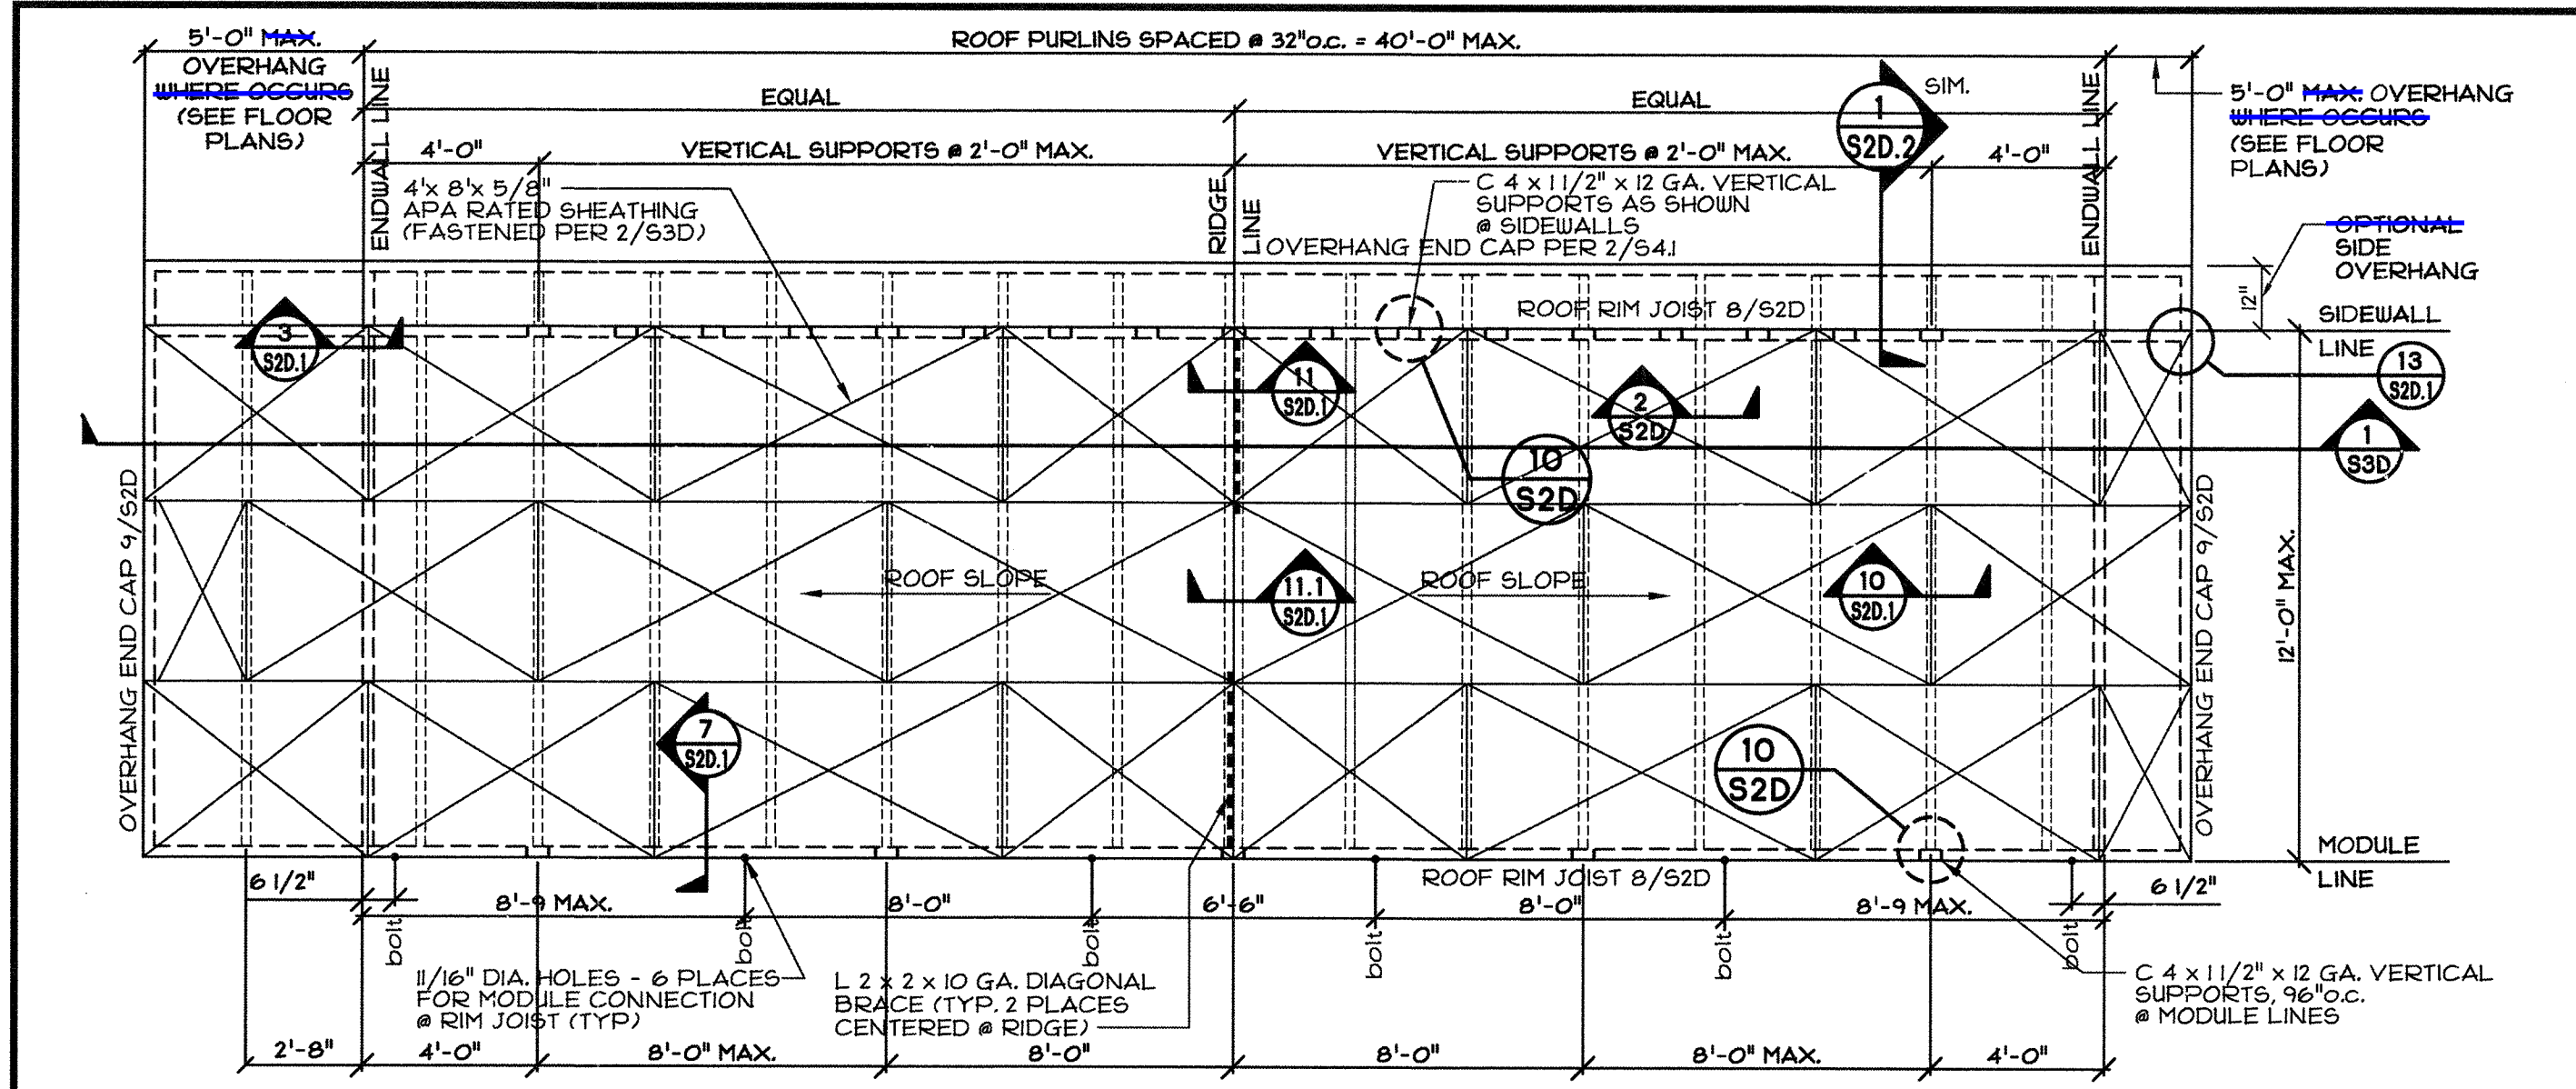 5'-0" MAX.
OVERHANG
WHERE OCCURS
(SEE FLOOR
PLANS)
ROOF PURLINS SPACED @ 32"o.c. = 40'-0" MAX.
ENDWALL LINE
EQUAL
EQUAL
4'-0"
VERTICAL SUPPORTS @ 2'-0" MAX.
VERTICAL SUPPORTS @ 2'-0" MAX.
4'-0"
1
S2D.2
SIM.
ENDWALL LINE
5'-0" MAX. OVERHANG
WHERE OCCURS
(SEE FLOOR
PLANS)
4'x 8'x 5/8"
APA RATED SHEATHING
(FASTENED PER 2/S3D)
RIDGE
LINE
C 4 x 1 1/2" x 12 GA. VERTICAL
SUPPORTS AS SHOWN
@ SIDEWALLS
OVERHANG END CAP PER 2/S4.1
OPTIONAL
SIDE
OVERHANG
12"
ROOF RIM JOIST 8/S2D
SIDEWALL
LINE
3
S2D.1
11
S2D.1
2
S2D
13
S2D.1
1
S3D
10
S2D
OVERHANG END CAP 9/S2D
ROOF SLOPE
11.1
S2D.1
ROOF SLOPE
10
S2D.1
12'-0" MAX.
OVERHANG END CAP 9/S2D
7
S2D.1
10
S2D
MODULE
LINE
ROOF RIM JOIST 8/S2D
6 1/2"
8'-9 MAX.
8'-0"
6'-6"
8'-0"
8'-9 MAX.
6 1/2"
bolt
bolt
bolt
bolt
bolt
bolt
11/16" DIA. HOLES - 6 PLACES
FOR MODULE CONNECTION
@ RIM JOIST (TYP)
L 2 x 2 x 10 GA. DIAGONAL
BRACE (TYP. 2 PLACES
CENTERED @ RIDGE)
C 4 x 1 1/2" x 12 GA. VERTICAL
SUPPORTS, 96"o.c.
@ MODULE LINES
2'-8"
4'-0"
8'-0" MAX.
8'-0"
8'-0"
8'-0" MAX.
4'-0"